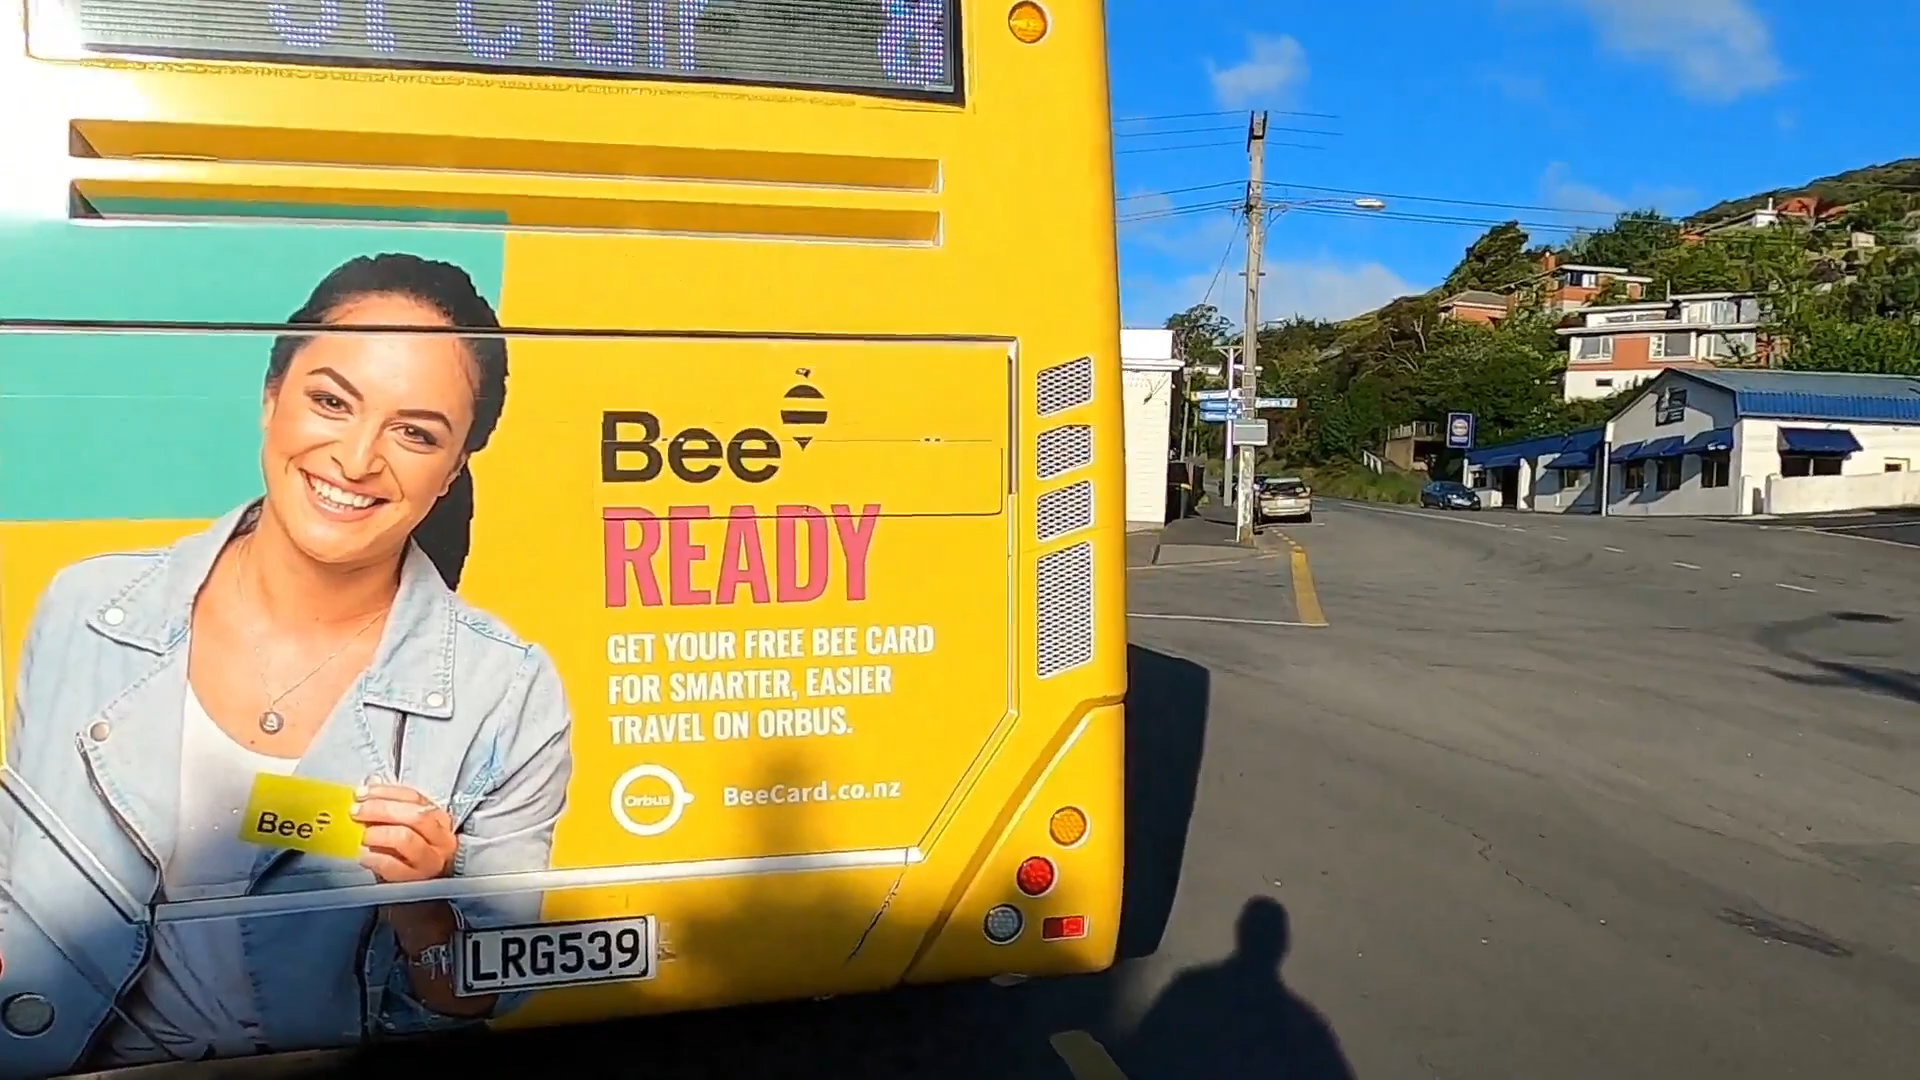 St Clair 8
Bee
READY
GET YOUR FREE BEE CARD
FOR SMARTER, EASIER
TRAVEL ON ORBUS.
Orbus
BeeCard.co.nz
Bee
LRG539